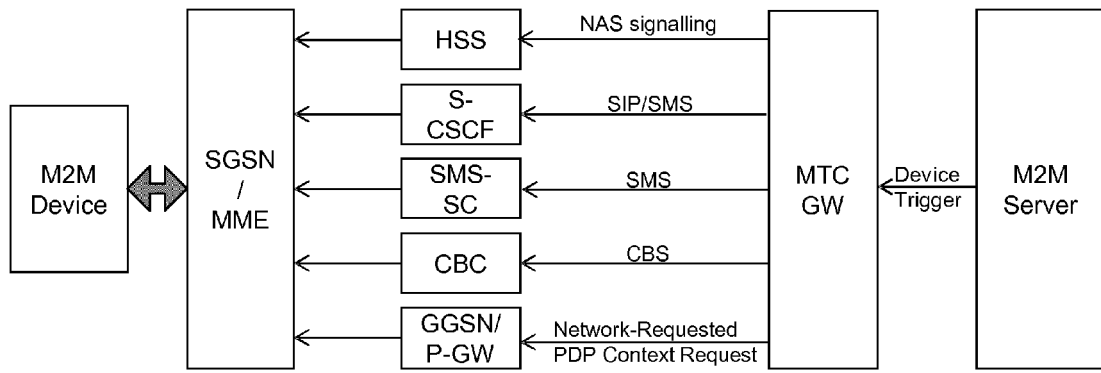 M2M
Device
SGSN
/
MME
HSS
NAS signalling
S-
CSCF
SIP/SMS
SMS-
SC
SMS
CBC
CBS
GGSN/
P-GW
Network-Requested
PDP Context Request
MTC
GW
Device
Trigger
M2M
Server